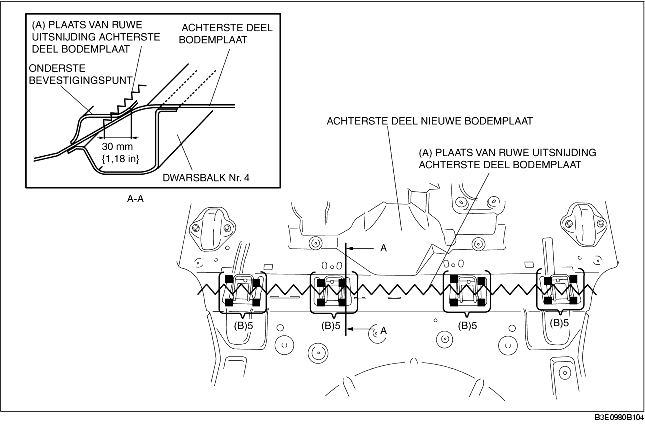 (A) PLAATS VAN RUWE
UITSNIJDING ACHTERSTE
DEEL BODEMPLAAT
ACHTERSTE DEEL
BODEMPLAAT
ONDERSTE
BEVESTIGINGSPUNT
30 mm
{1,18 in}
DWARSBALK Nr. 4
A-A
ACHTERSTE DEEL NIEUWE BODEMPLAAT
(A) PLAATS VAN RUWE UITSNIJDING
ACHTERSTE DEEL BODEMPLAAT
A
(B)5
(B)5
(B)5
(B)5
A
B3E0980B104